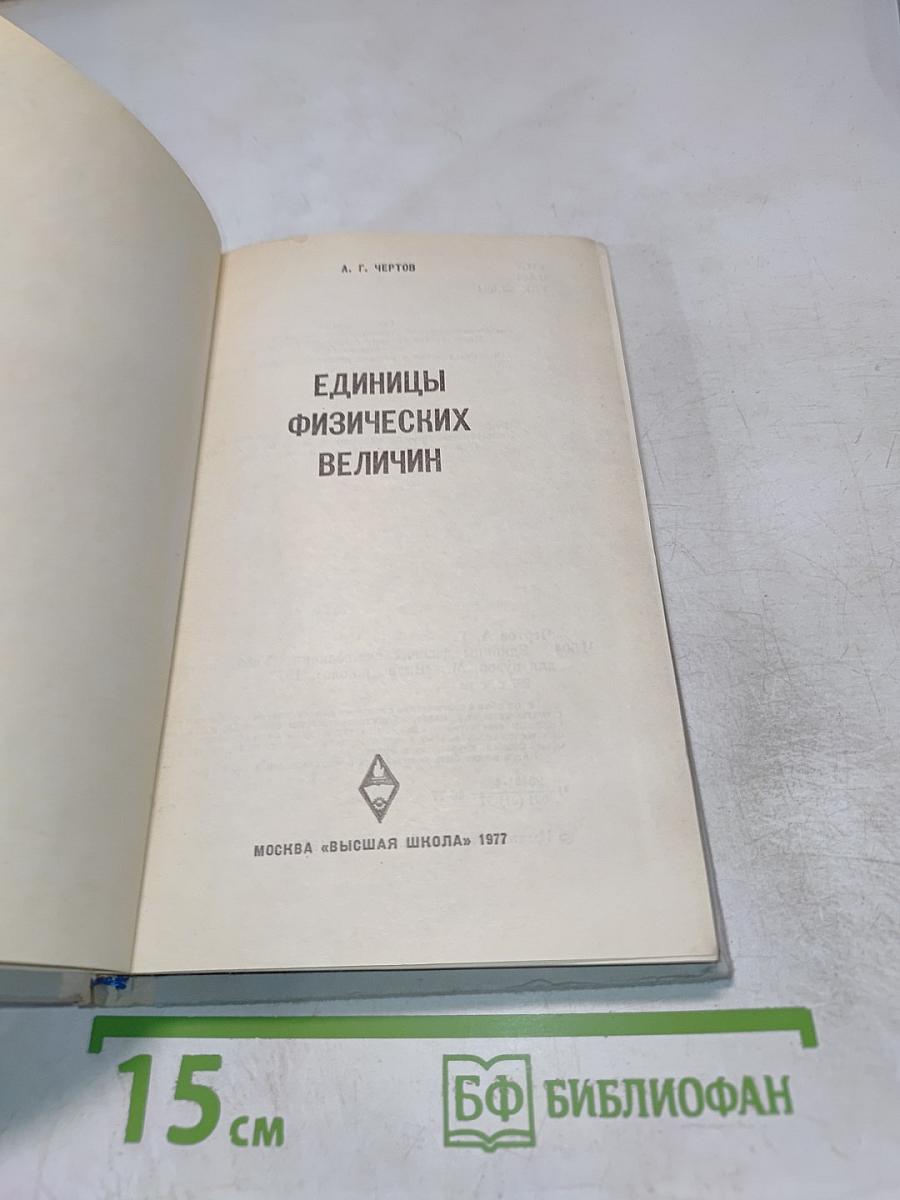 А. Г. ЧЕРТОВ
ЕДИНИЦЫ
ФИЗИЧЕСКИХ
ВЕЛИЧИН
МОСКВА «ВЫСШАЯ ШКОЛА» 1977
15 см
БФ БИБЛИОФАН